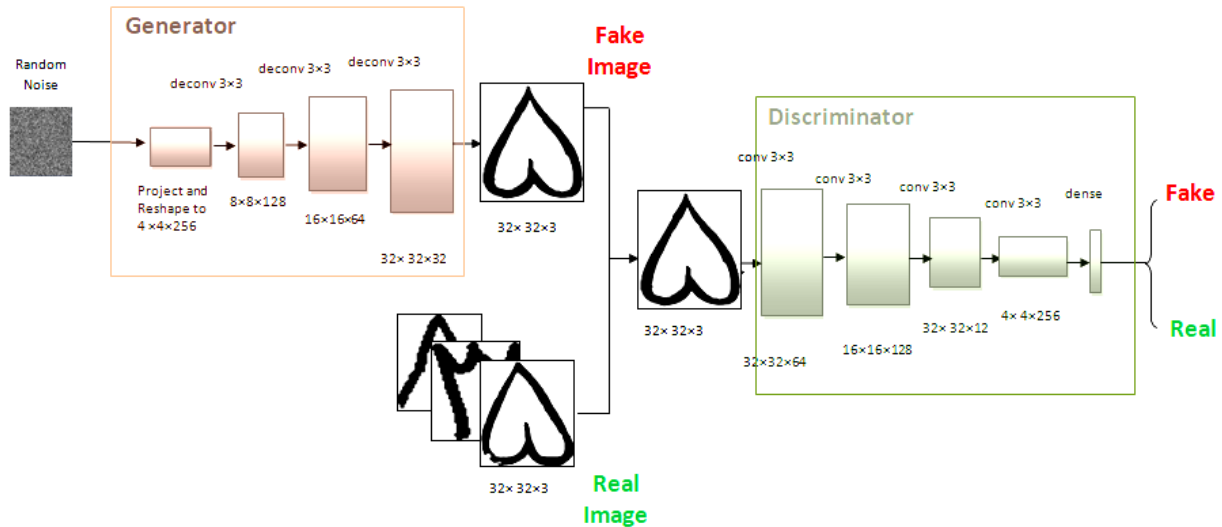 Generator
Random
Noise
deconv 3×3
deconv 3×3
deconv 3×3
Project and
Reshape to
4×4×256
8×8×128
16×16×64
32× 32×32
Fake
Image
32× 32×3
32× 32×3
Real
Image
32× 32×3
Discriminator
conv 3×3
conv 3×3
conv 3×3
conv 3×3
dense
32×32×64
16×16×128
32× 32×12
4× 4×256
Fake
Real